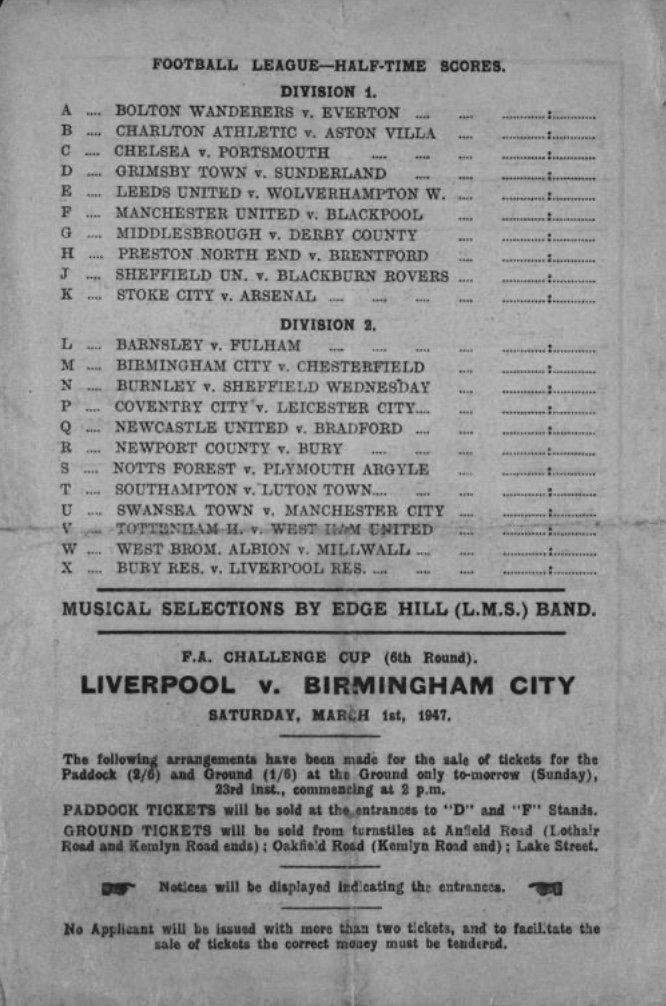 FOOTBALL LEAGUE—HALF-TIME SCORES.
DIVISION 1.
A .... BOLTON WANDERERS v. EVERTON .... .... ............:............
B .... CHARLTON ATHLETIC v. ASTON VILLA .... ............:............
C .... CHELSEA v. PORTSMOUTH .... .... .... ............:............
D .... GRIMSBY TOWN v. SUNDERLAND .... .... ............:............
E .... LEEDS UNITED v. WOLVERHAMPTON W. .... ............:............
F .... MANCHESTER UNITED v. BLACKPOOL .... ............:............
G .... MIDDLESBROUGH v. DERBY COUNTY .... ............:............
H .... PRESTON NORTH END v. BRENTFORD .... ............:............
J .... SHEFFIELD UN. v. BLACKBURN ROVERS .... ............:............
K .... STOKE CITY v. ARSENAL .... .... .... .... ............:............
DIVISION 2.
L .... BARNSLEY v. FULHAM .... .... .... .... ............:............
M .... BIRMINGHAM CITY v. CHESTERFIELD .... ............:............
N .... BURNLEY v. SHEFFIELD WEDNESDAY .... ............:............
P .... COVENTRY CITY v. LEICESTER CITY.... .... ............:............
Q .... NEWCASTLE UNITED v. BRADFORD .... .... ............:............
R .... NEWPORT COUNTY v. BURY .... .... .... ............:............
S .... NOTTS FOREST v. PLYMOUTH ARGYLE .... ............:............
T .... SOUTHAMPTON v. LUTON TOWN.... .... .... ............:............
U .... SWANSEA TOWN v. MANCHESTER CITY .... ............:............
V .... TOTTENHAM H. v. WEST HAM UNITED .... ............:............
W .... WEST BROM. ALBION v. MILLWALL .... .... ............:............
X .... BURY RES. v. LIVERPOOL RES. .... .... .... ............:............
MUSICAL SELECTIONS BY EDGE HILL (L.M.S.) BAND.
F.A. CHALLENGE CUP (6th Round).
LIVERPOOL v. BIRMINGHAM CITY
SATURDAY, MARCH 1st, 1947.
The following arrangements have been made for the sale of tickets for the
Paddock (2/6) and Ground (1/6) at the Ground only to-morrow (Sunday),
23rd inst., commencing at 2 p.m.
PADDOCK TICKETS will be sold at the entrances to "D" and "F" Stands.
GROUND TICKETS will be sold from turnstiles at Anfield Road (Lothair
Road and Kemlyn Road ends); Oakfield Road (Kemlyn Road end); Lake Street.
Notices will be displayed indicating the entrances.
No Applicant will be issued with more than two tickets, and to facilitate the
sale of tickets the correct money must be tendered.